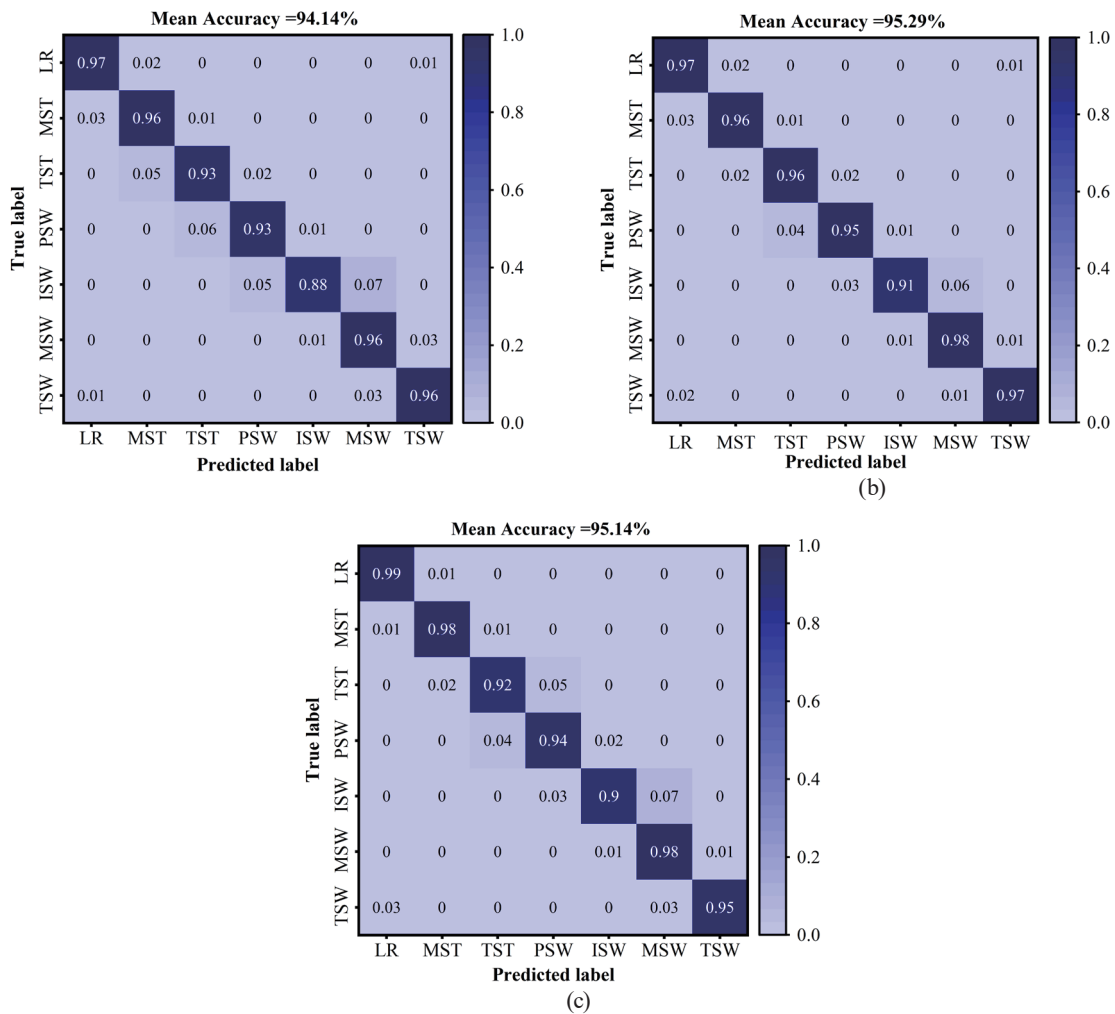 Mean Accuracy =94.14%
LR 0.97 0.02 0 0 0 0 0.01
MST 0.03 0.96 0.01 0 0 0 0
TST 0 0.05 0.93 0.02 0 0 0
PSW 0 0 0.06 0.93 0.01 0 0
ISW 0 0 0 0.05 0.88 0.07 0
MSW 0 0 0 0 0.01 0.96 0.03
TSW 0.01 0 0 0 0 0.03 0.96
LR MST TST PSW ISW MSW TSW
Predicted label
True label
1.0
0.8
0.6
0.4
0.2
0.0
Mean Accuracy =95.29%
LR 0.97 0.02 0 0 0 0 0.01
MST 0.03 0.96 0.01 0 0 0 0
TST 0 0.02 0.96 0.02 0 0 0
PSW 0 0 0.04 0.95 0.01 0 0
ISW 0 0 0 0.03 0.91 0.06 0
MSW 0 0 0 0 0.01 0.98 0.01
TSW 0.02 0 0 0 0 0.01 0.97
LR MST TST PSW ISW MSW TSW
Predicted label
True label
1.0
0.8
0.6
0.4
0.2
0.0
(b)
Mean Accuracy =95.14%
LR 0.99 0.01 0 0 0 0 0
MST 0.01 0.98 0.01 0 0 0 0
TST 0 0.02 0.92 0.05 0 0 0
PSW 0 0 0.04 0.94 0.02 0 0
ISW 0 0 0 0.03 0.9 0.07 0
MSW 0 0 0 0 0.01 0.98 0.01
TSW 0.03 0 0 0 0 0.03 0.95
LR MST TST PSW ISW MSW TSW
Predicted label
True label
1.0
0.8
0.6
0.4
0.2
0.0
(c)